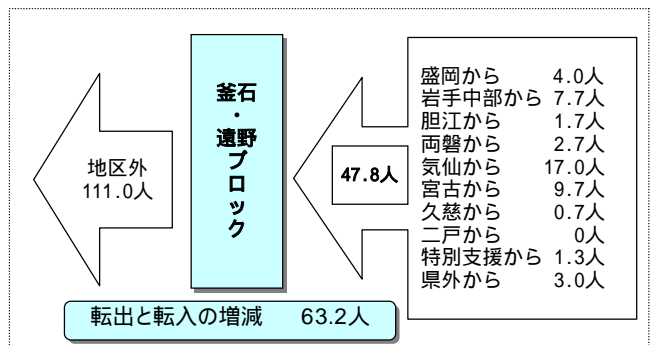 地区外
111.0人
釜石
・
遠野
ブ
ロ
ッ
ク
47.8人
盛岡から 4.0人
岩手中部から 7.7人
胆江から 1.7人
両磐から 2.7人
気仙から 17.0人
宮古から 9.7人
久慈から 0.7人
二戸から 0人
特別支援から 1.3人
県外から 3.0人
転出と転入の増減 63.2人